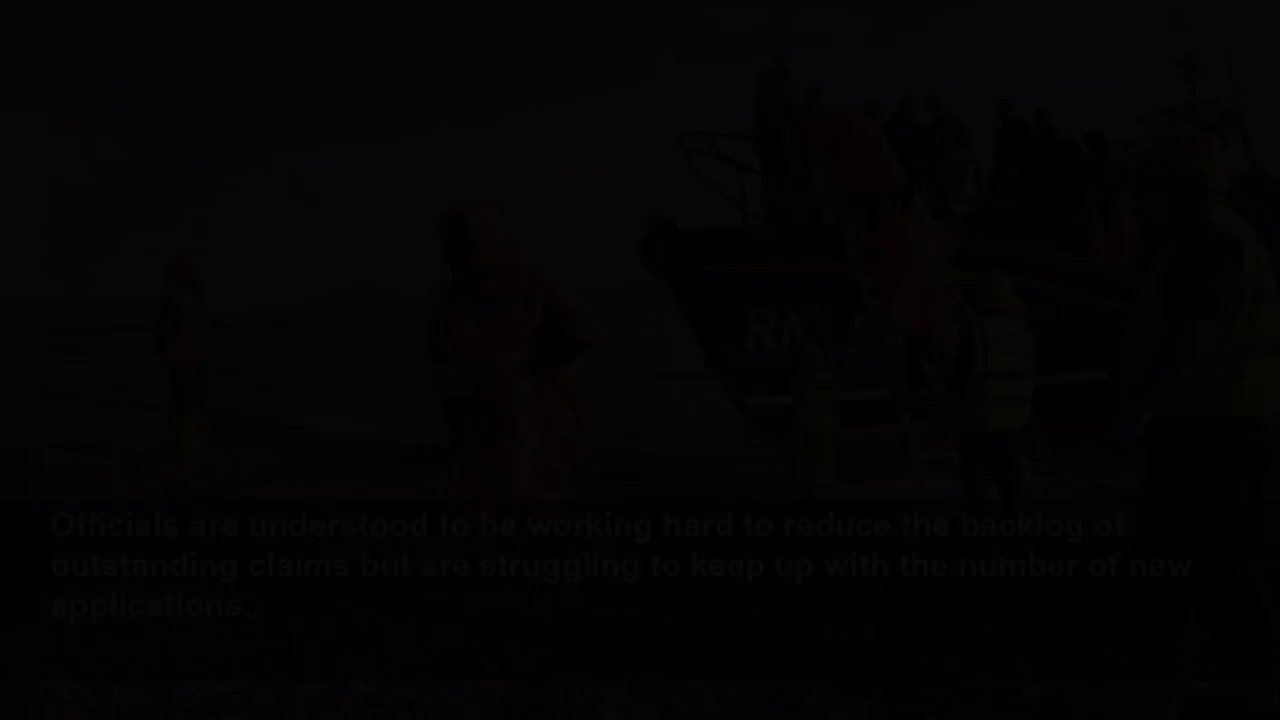 RN
Officials are understood to be working hard to reduce the backlog of
outstanding claims but are struggling to keep up with the number of new
applications.